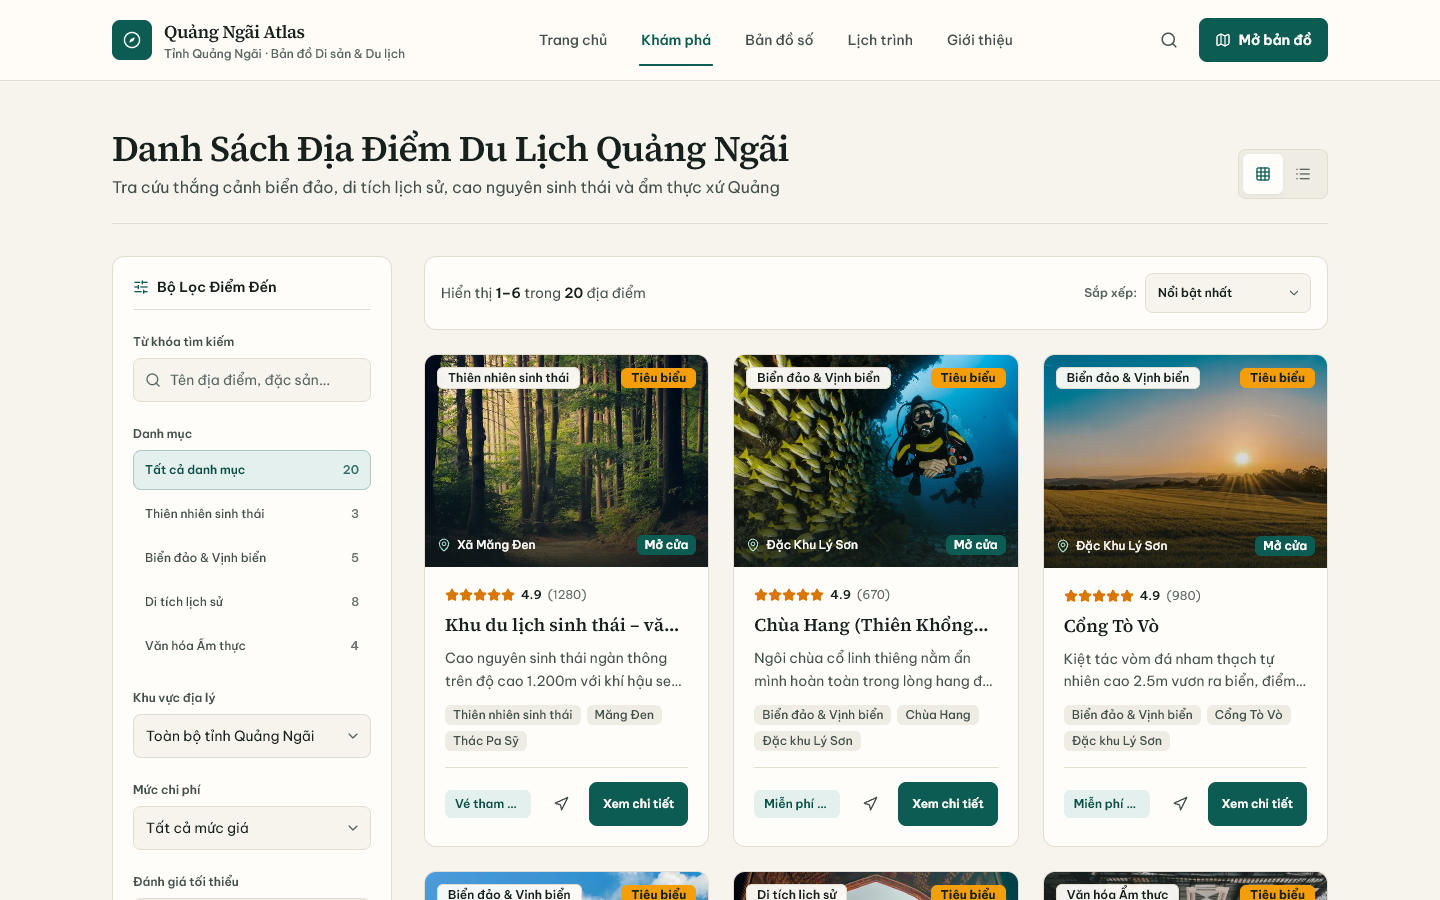 Quảng Ngãi Atlas
Tỉnh Quảng Ngãi · Bản đồ Di sản & Du lịch
Trang chủ
Khám phá
Bản đồ số
Lịch trình
Giới thiệu
Mở bản đồ
Danh Sách Địa Điểm Du Lịch Quảng Ngãi
Tra cứu thắng cảnh biển đảo, di tích lịch sử, cao nguyên sinh thái và ẩm thực xứ Quảng
Bộ Lọc Điểm Đến
Từ khóa tìm kiếm
Tên địa điểm, đặc sản...
Danh mục
Tất cả danh mục 20
Thiên nhiên sinh thái 3
Biển đảo & Vịnh biển 5
Di tích lịch sử 8
Văn hóa Ẩm thực 4
Khu vực địa lý
Toàn bộ tỉnh Quảng Ngãi
Mức chi phí
Tất cả mức giá
Đánh giá tối thiểu
Hiển thị 1–6 trong 20 địa điểm
Sắp xếp:
Nổi bật nhất
Thiên nhiên sinh thái
Tiêu biểu
Xã Măng Đen
Mở cửa
4.9 (1280)
Khu du lịch sinh thái – vă...
Cao nguyên sinh thái ngàn thông
trên độ cao 1.200m với khí hậu se...
Thiên nhiên sinh thái
Măng Đen
Thác Pa Sỹ
Vé tham ...
Xem chi tiết
Biển đảo & Vịnh biển
Tiêu biểu
Đặc Khu Lý Sơn
Mở cửa
4.9 (670)
Chùa Hang (Thiên Khổng...
Ngôi chùa cổ linh thiêng nằm ẩn
mình hoàn toàn trong lòng hang đ...
Biển đảo & Vịnh biển
Chùa Hang
Đặc khu Lý Sơn
Miễn phí ...
Xem chi tiết
Biển đảo & Vịnh biển
Tiêu biểu
Đặc Khu Lý Sơn
Mở cửa
4.9 (980)
Cổng Tò Vò
Kiệt tác vòm đá nham thạch tự
nhiên cao 2.5m vươn ra biển, điểm...
Biển đảo & Vịnh biển
Cổng Tò Vò
Đặc khu Lý Sơn
Miễn phí ...
Xem chi tiết
Biển đảo & Vịnh biển
Tiêu biểu
Di tích lịch sử
Tiêu biểu
Văn hóa Ẩm thực
Tiêu biểu